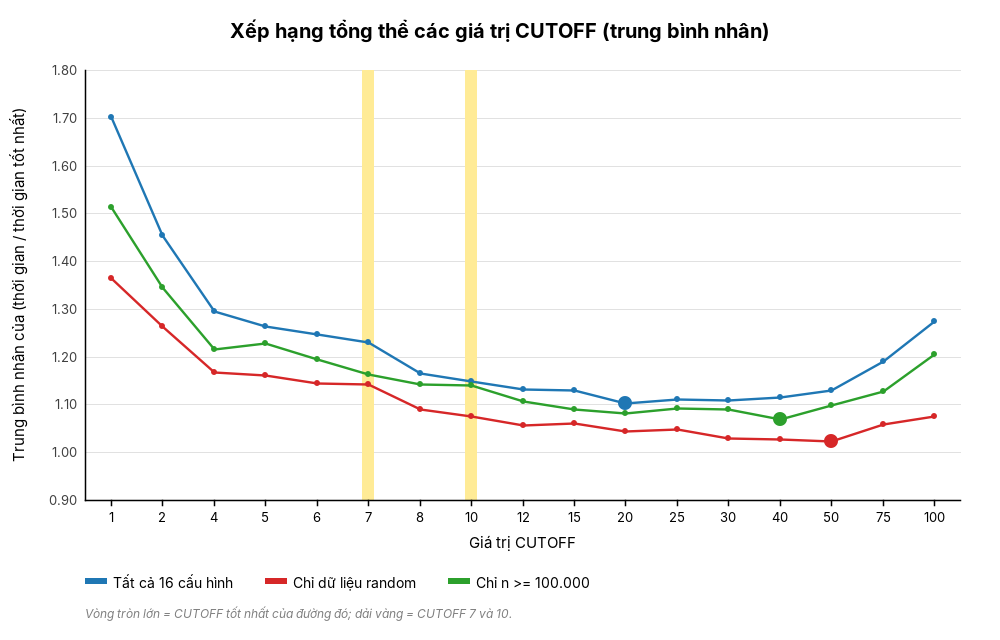 Xếp hạng tổng thể các giá trị CUTOFF (trung bình nhân)
Trung bình nhân của (thời gian / thời gian tốt nhất)
1.80
1.70
1.60
1.50
1.40
1.30
1.20
1.10
1.00
0.90
1 2 4 5 6 7 8 10 12 15 20 25 30 40 50 75 100
Giá trị CUTOFF
Tất cả 16 cấu hình Chỉ dữ liệu random Chỉ n >= 100.000
Vòng tròn lớn = CUTOFF tốt nhất của đường đó; dải vàng = CUTOFF 7 và 10.